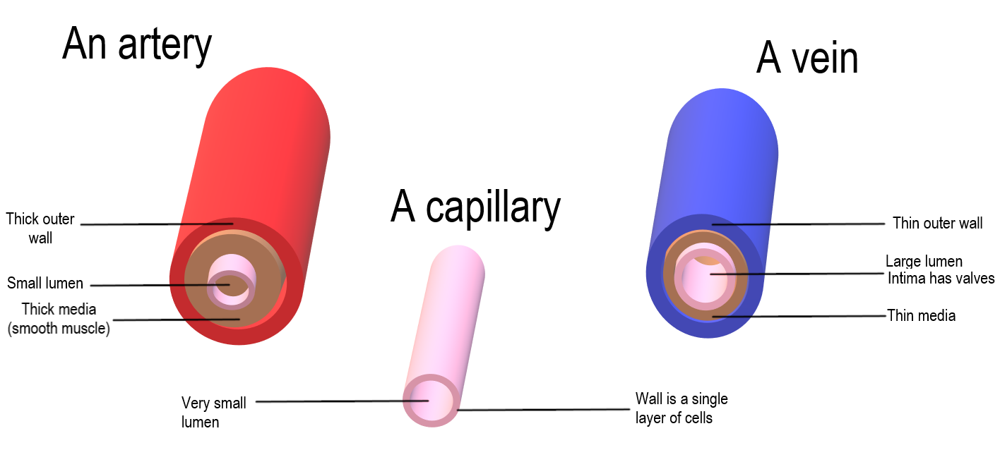 An artery
Thick outer
wall
Small lumen
Thick media
(smooth muscle)
A capillary
Very small
lumen
Wall is a single
layer of cells
A vein
Thin outer wall
Large lumen
Intima has valves
Thin media